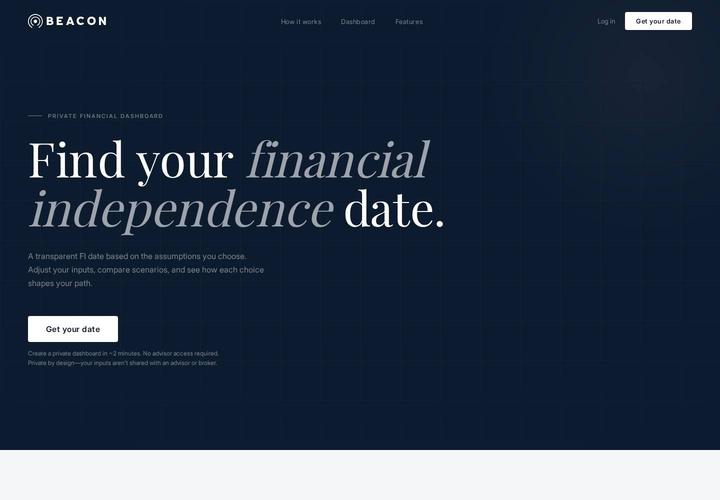 BEACON
How it works
Dashboard
Features
Log in
Get your date
PRIVATE FINANCIAL DASHBOARD
Find your financial
independence date.
A transparent FI date based on the assumptions you choose.
Adjust your inputs, compare scenarios, and see how each choice
shapes your path.
Get your date
Create a private dashboard in ~2 minutes. No advisor access required.
Private by design—your inputs aren't shared with an advisor or broker.